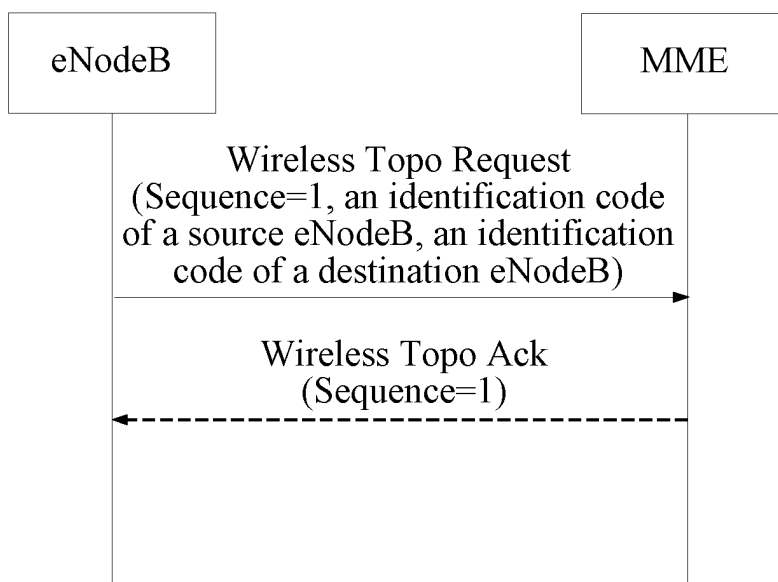 eNodeB
MME
Wireless Topo Request
(Sequence=1, an identification code
of a source eNodeB, an identification
code of a destination eNodeB)
Wireless Topo Ack
(Sequence=1)